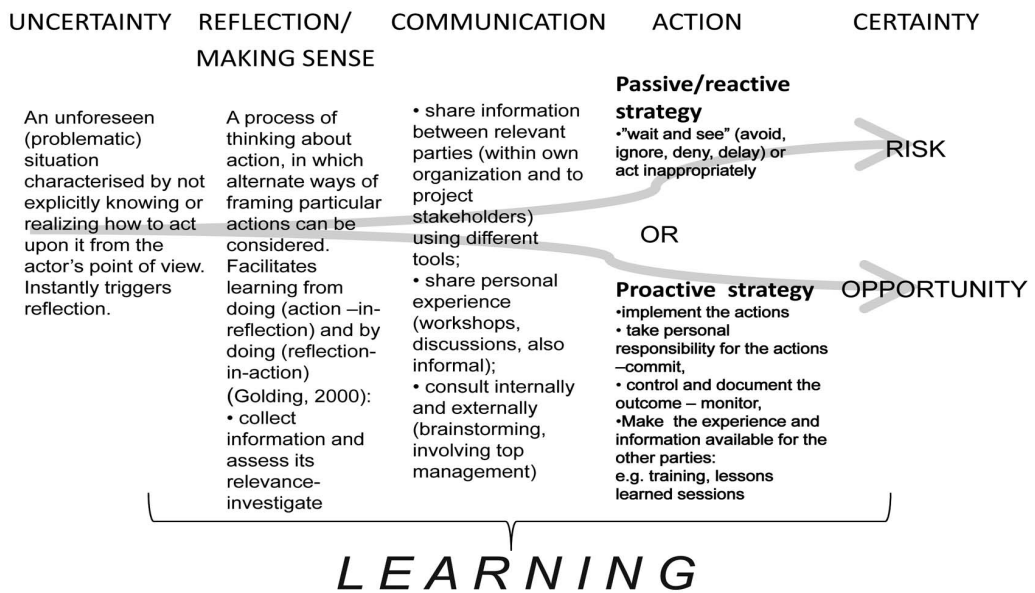 UNCERTAINTY
REFLECTION/
MAKING SENSE
COMMUNICATION
ACTION
CERTAINTY
An unforeseen
(problematic)
situation
characterised by not
explicitly knowing or
realizing how to act
upon it from the
actor's point of view.
Instantly triggers
reflection.
A process of
thinking about
action, in which
alternate ways of
framing particular
actions can be
considered.
Facilitates
learning from
doing (action –in-
reflection) and by
doing (reflection-
in-action)
(Golding, 2000):
• collect
information and
assess its
relevance-
investigate
• share information
between relevant
parties (within own
organization and to
project
stakeholders)
using different
tools;
• share personal
experience
(workshops,
discussions, also
informal);
• consult internally
and externally
(brainstorming,
involving top
management)
Passive/reactive
strategy
•"wait and see" (avoid,
ignore, deny, delay) or
act inappropriately
OR
Proactive strategy
•implement the actions
• take personal
responsibility for the actions
–commit,
• control and document the
outcome – monitor,
•Make the experience and
information available for the
other parties:
e.g. training, lessons
learned sessions
RISK
OPPORTUNITY
LEARNING